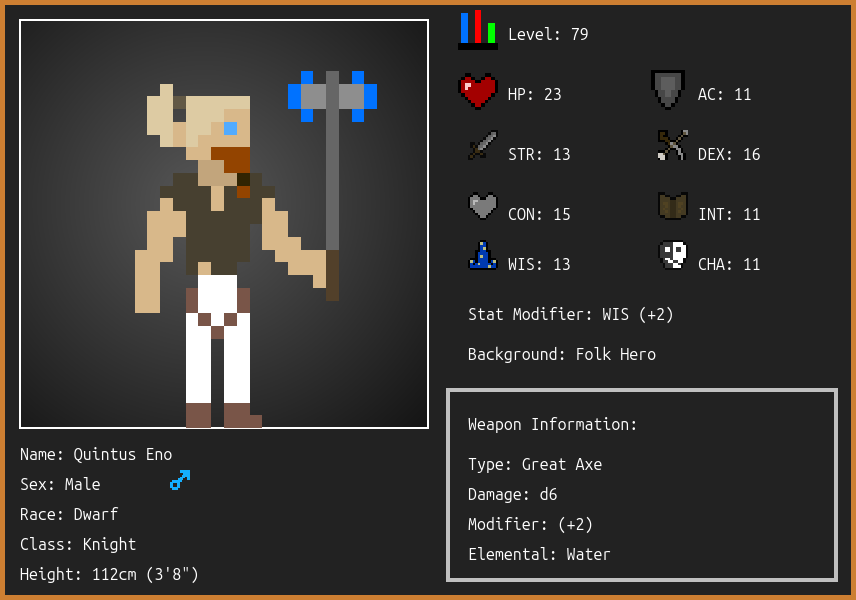 Level: 79
HP: 23
AC: 11
STR: 13
DEX: 16
CON: 15
INT: 11
WIS: 13
CHA: 11
Stat Modifier: WIS (+2)
Background: Folk Hero
Weapon Information:
Type: Great Axe
Damage: d6
Modifier: (+2)
Elemental: Water
Name: Quintus Eno
Sex: Male
Race: Dwarf
Class: Knight
Height: 112cm (3'8")